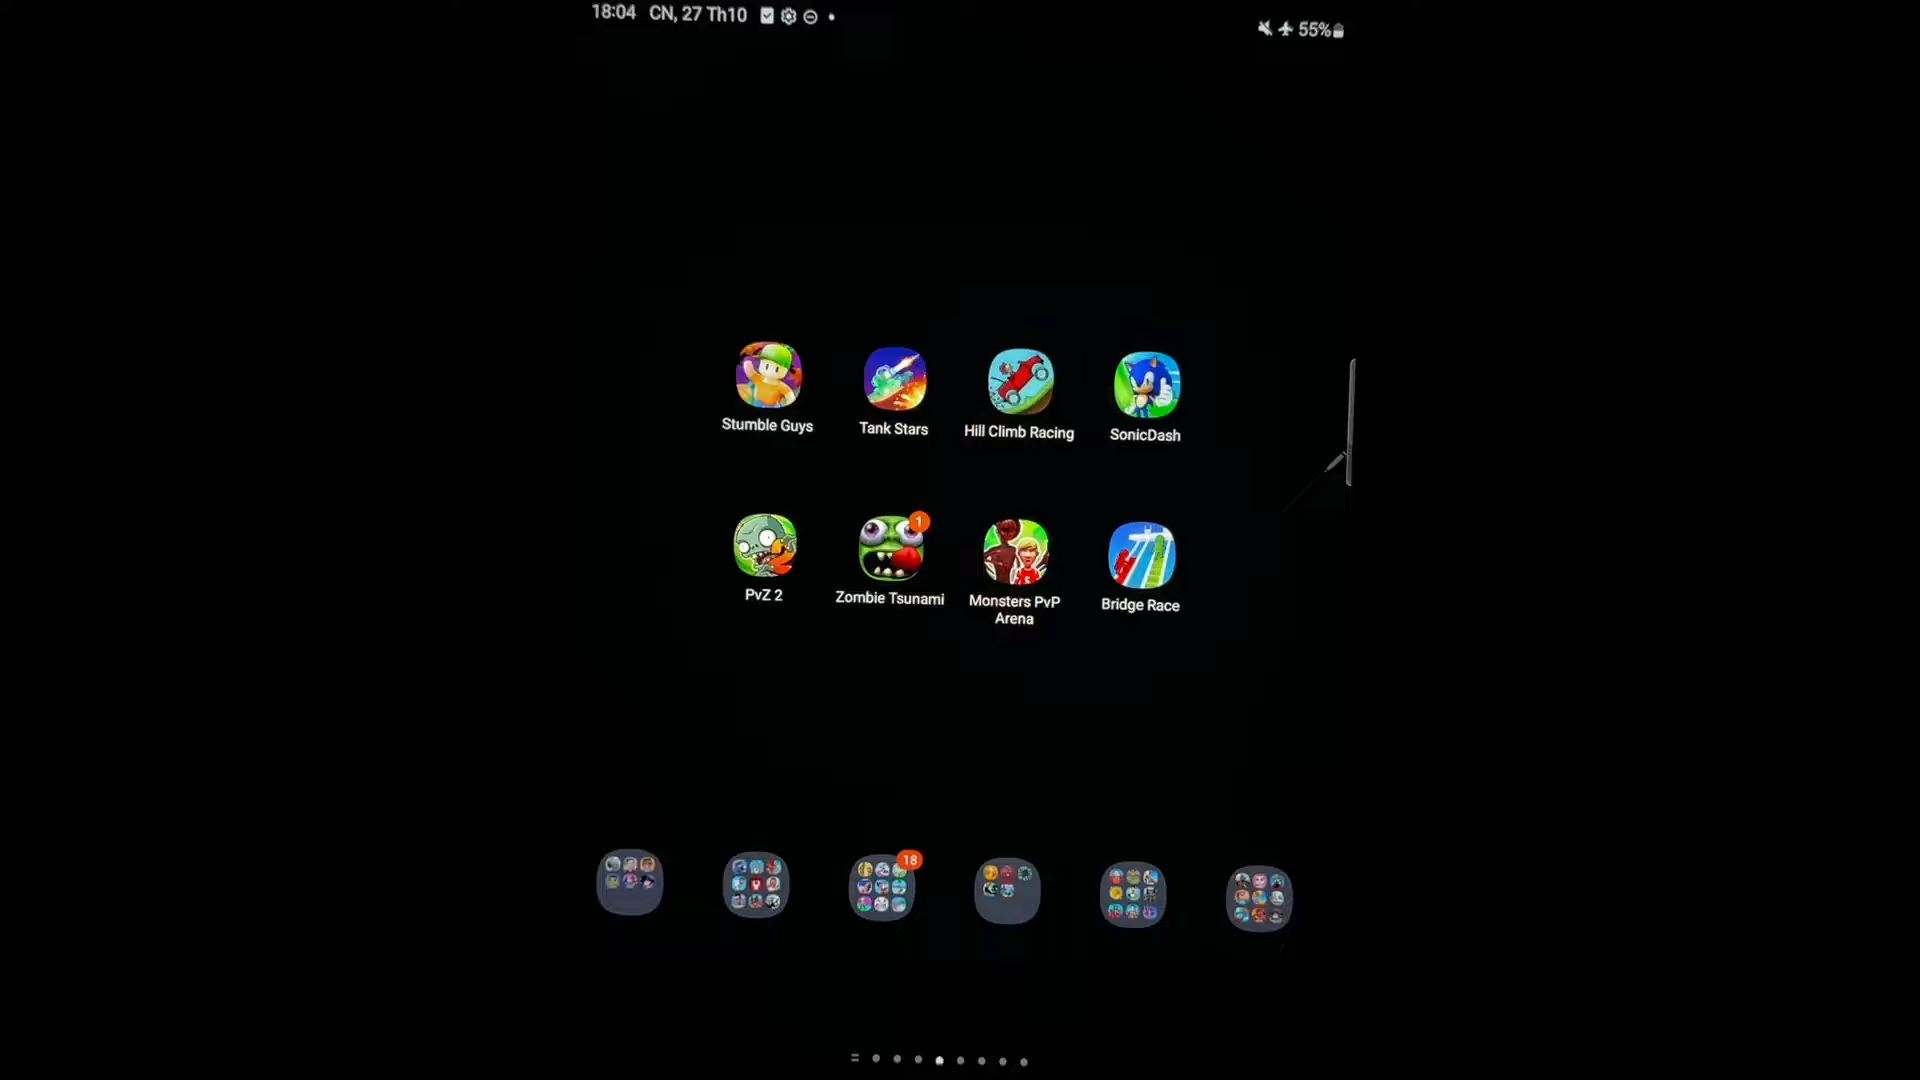 18:04 CN, 27 Th10
55%
Stumble Guys
Tank Stars
Hill Climb Racing
SonicDash
1
PvZ 2
Zombie Tsunami
Monsters PvP
Arena
Bridge Race
18